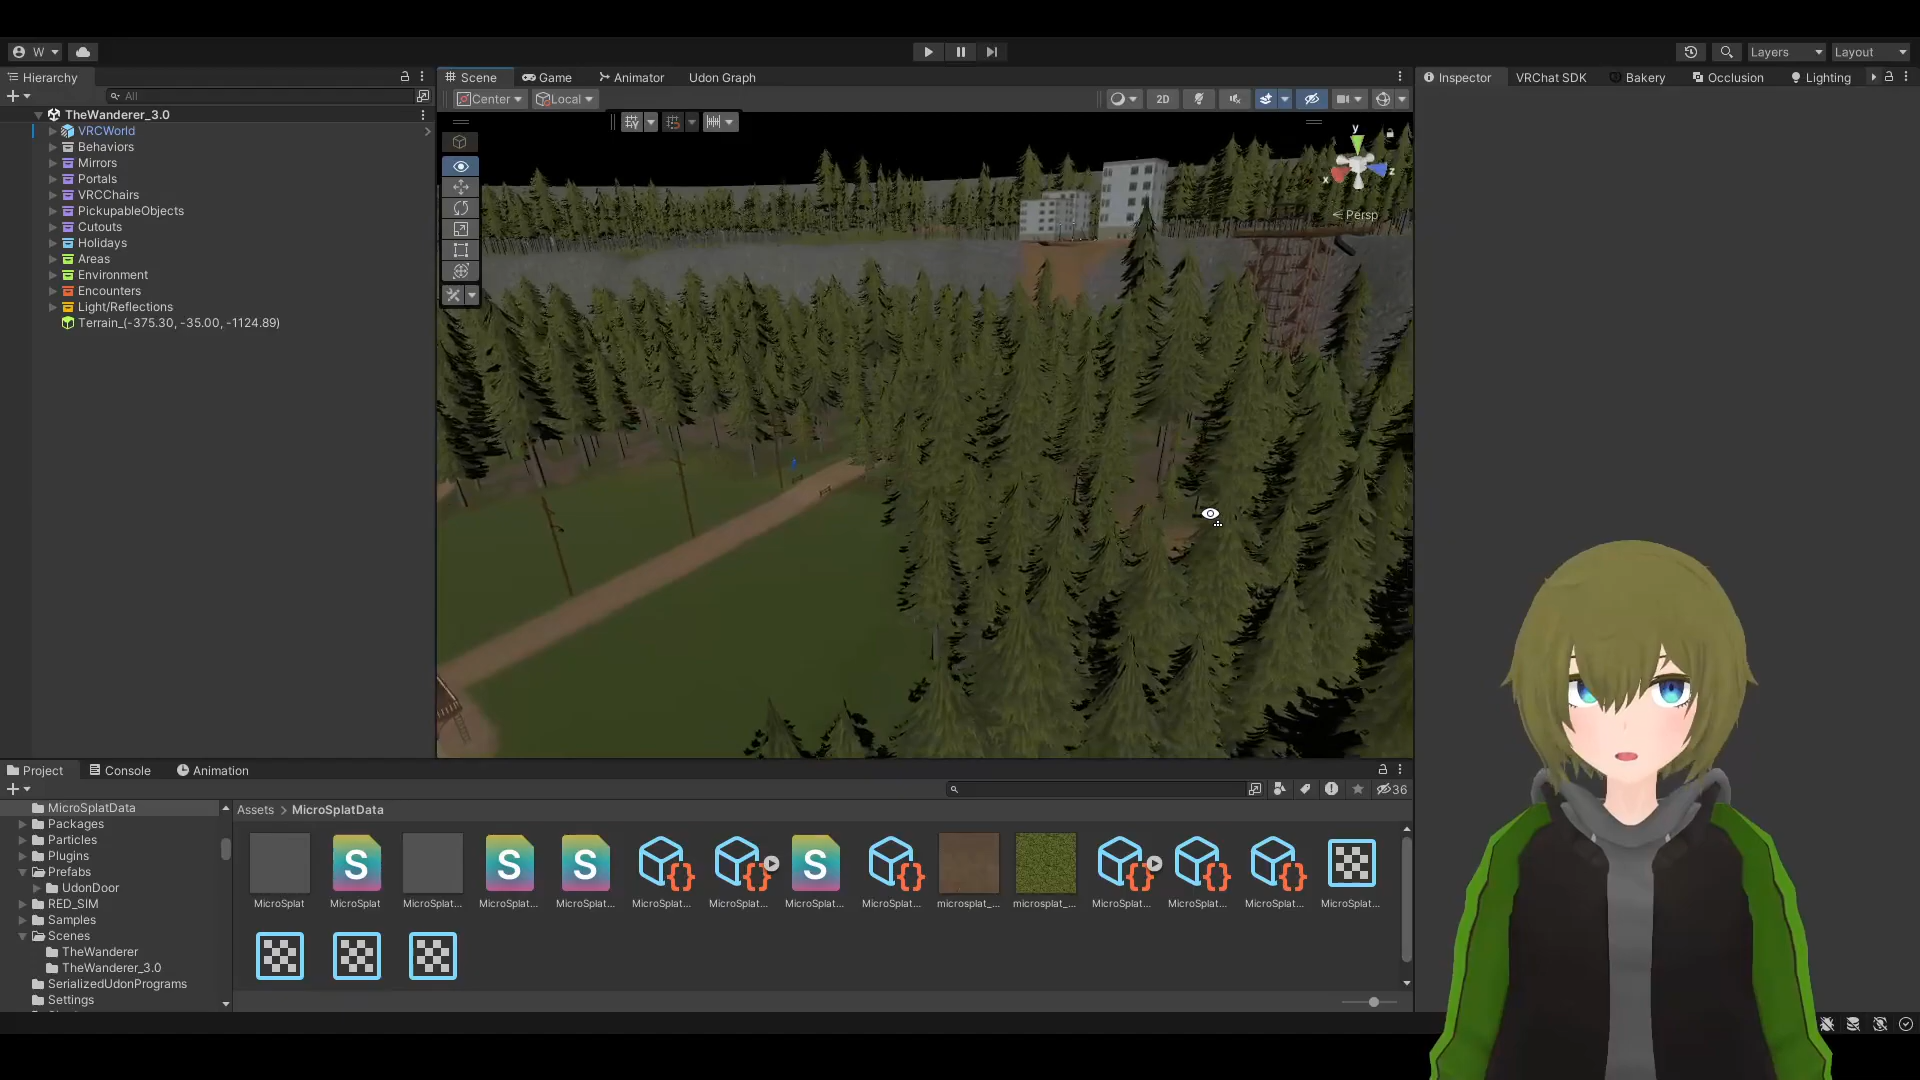 W
Layers
Layout
Hierarchy
Scene
Game
Animator
Udon Graph
Inspector
VRChat SDK
Bakery
Occlusion
Lighting
All
Center
Local
2D
TheWanderer_3.0
VRCWorld
Behaviors
Mirrors
Portals
VRCChairs
PickupableObjects
Cutouts
Holidays
Areas
Environment
Encounters
Light/Reflections
Terrain_(-375.30, -35.00, -1124.89)
y
x
z
< Persp
Project
Console
Animation
36
MicroSplatData
Packages
Particles
Plugins
Prefabs
UdonDoor
RED_SIM
Samples
Scenes
TheWanderer
TheWanderer_3.0
SerializedUdonPrograms
Settings
Assets > MicroSplatData
S
S
S
S
MicroSplat
MicroSplat
MicroSplat...
MicroSplat...
MicroSplat...
MicroSplat...
MicroSplat...
MicroSplat...
MicroSplat...
microsplat_...
microsplat_...
MicroSplat...
MicroSplat...
MicroSplat...
MicroSplat...